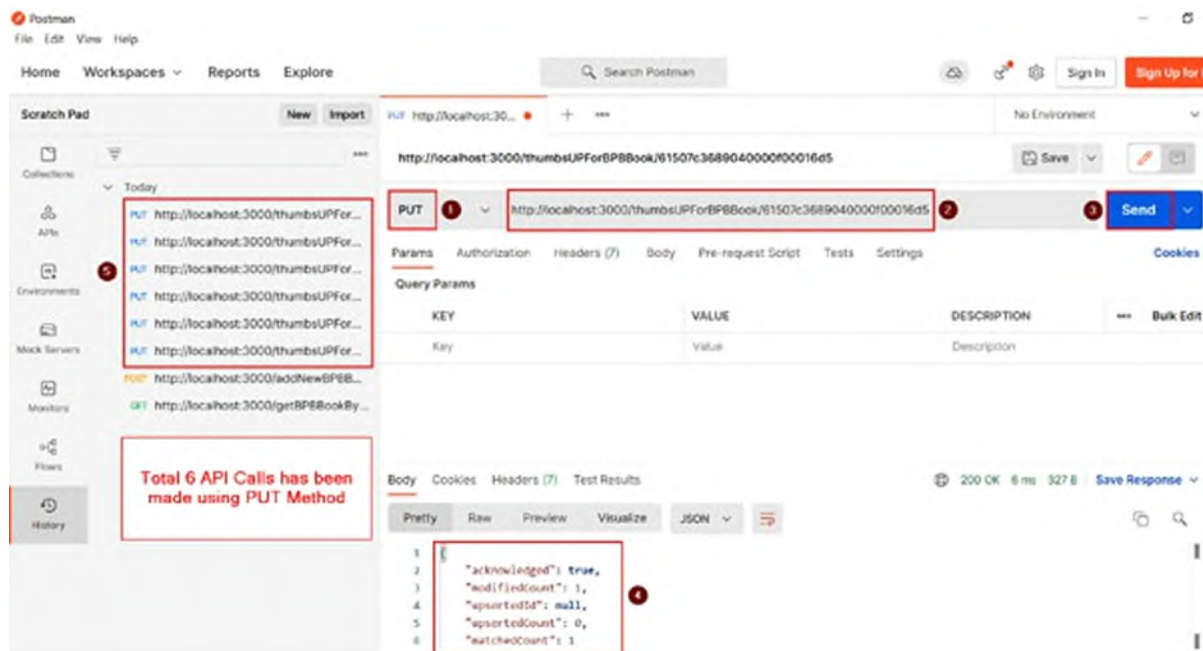 Postman
File Edit View Help
Home Workspaces Reports Explore
Search Postman
Sign In
Sign Up for
Scratch Pad
New Import
PUT http://localhost:30...
No Environment
http://localhost:3000/thumbsUPForBPBBook/61507c3689040000f00016d5
Save
Collections
APIs
Environments
Mock Servers
Monitors
Flows
History
Today
PUT http://localhost:3000/thumbsUPFor...
PUT http://localhost:3000/thumbsUPFor...
PUT http://localhost:3000/thumbsUPFor...
PUT http://localhost:3000/thumbsUPFor...
PUT http://localhost:3000/thumbsUPFor...
PUT http://localhost:3000/thumbsUPFor...
POST http://localhost:3000/addNewBPBB...
GET http://localhost:3000/getBPBBookBy...
5
Total 6 API Calls has been
made using PUT Method
PUT 1 http://localhost:3000/thumbsUPForBPBBook/61507c3689040000f00016d5 2 3 Send
Params Authorization Headers (7) Body Pre-request Script Tests Settings Cookies
Query Params
KEY VALUE DESCRIPTION Bulk Edit
Key Value Description
Body Cookies Headers (7) Test Results 200 OK 6 ms 327 B Save Response
Pretty Raw Preview Visualize JSON
1 {
2 "acknowledged": true,
3 "modifiedCount": 1,
4 "upsertedId": null,
5 "upsertedCount": 0,
6 "matchedCount": 1
4